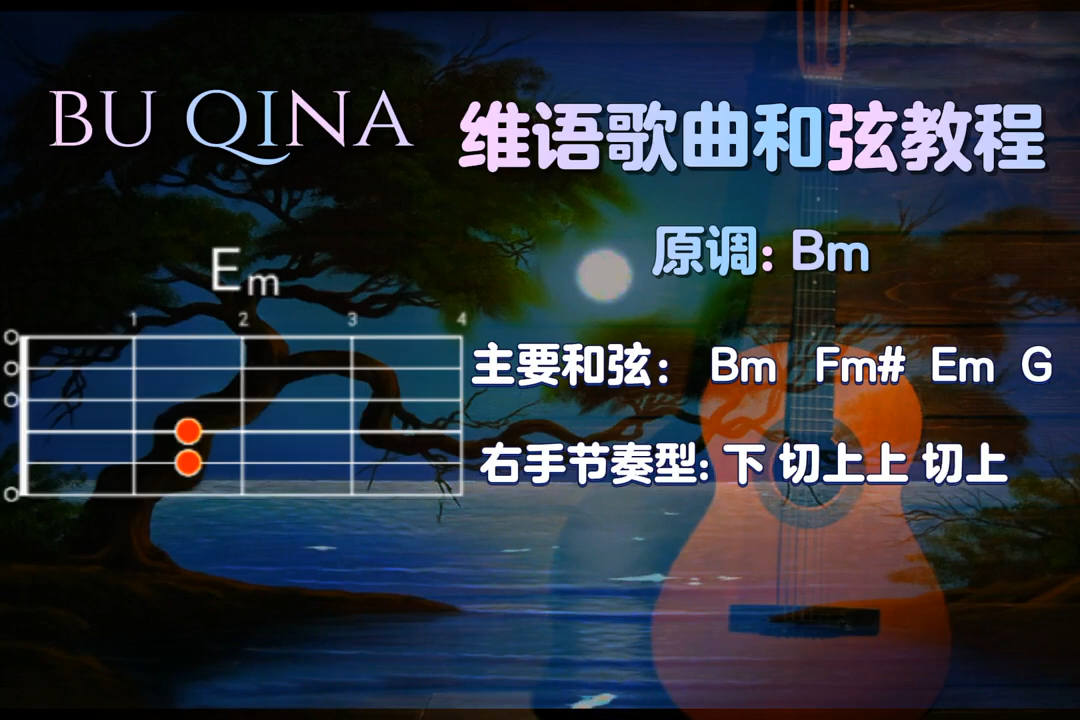 BU QINA
维语歌曲和弦教程
原调: Bm
Em
1 2 3 4
主要和弦： Bm Fm# Em G
右手节奏型: 下 切上上 切上